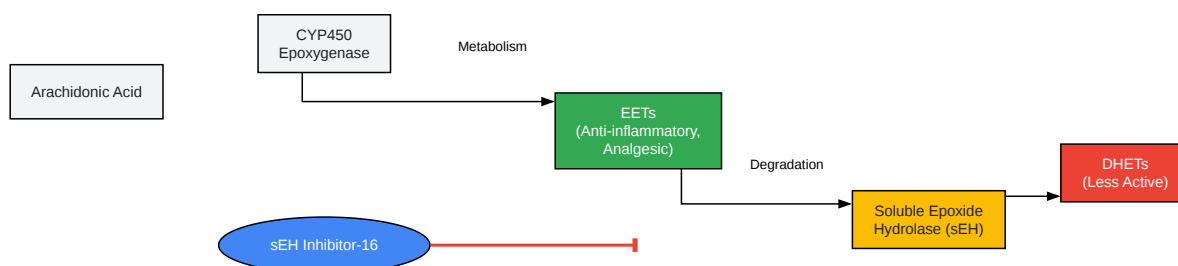 Arachidonic Acid
CYP450
Epoxygenase
Metabolism
EETs
(Anti-inflammatory,
Analgesic)
Degradation
Soluble Epoxide
Hydrolase (sEH)
DHETs
(Less Active)
sEH Inhibitor-16